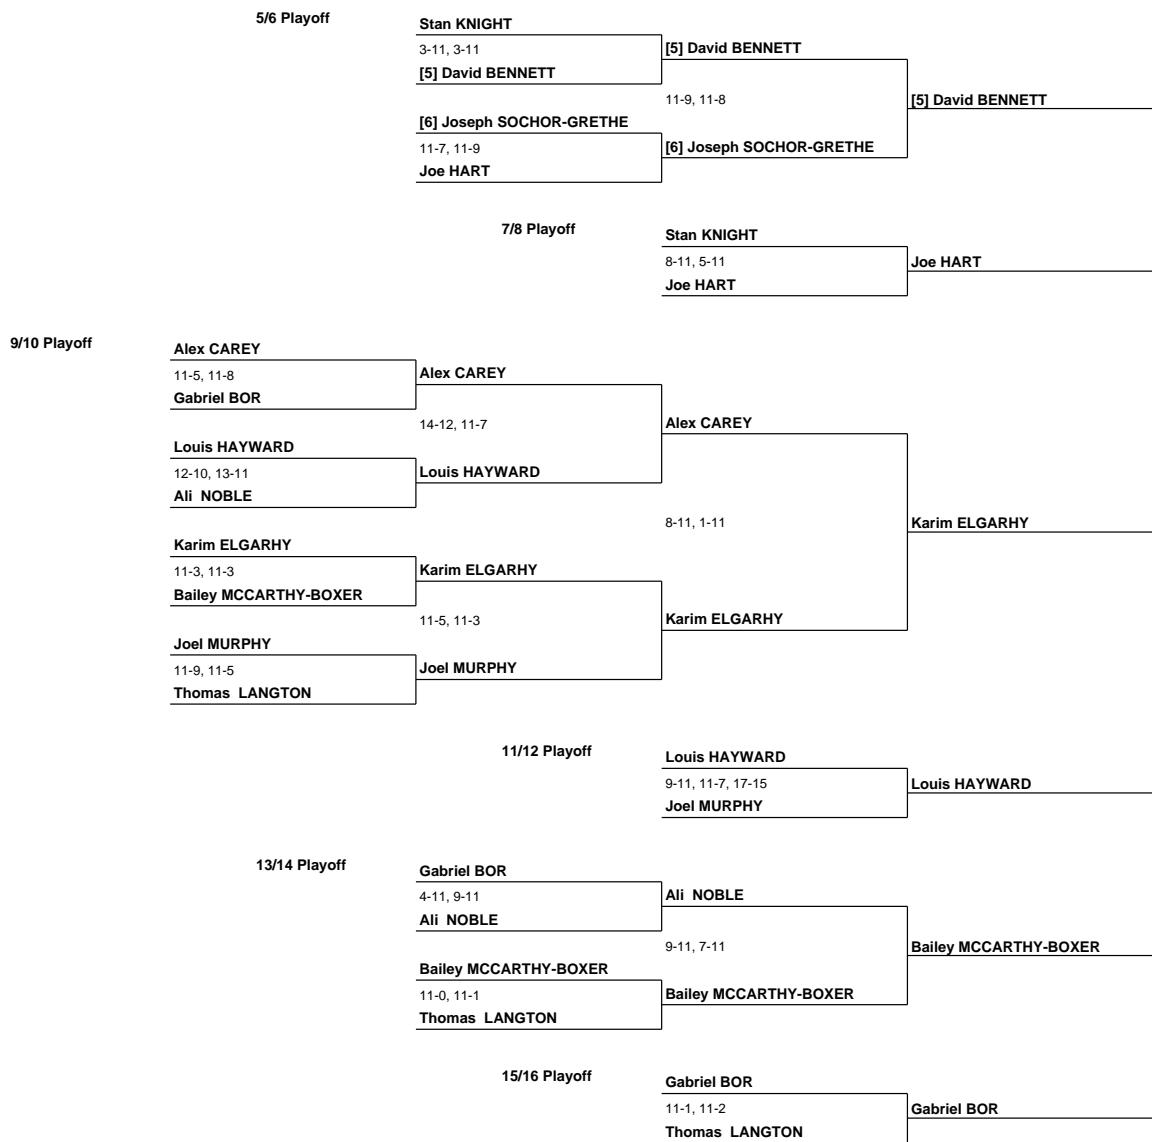 5/6 Playoff
Stan KNIGHT
3-11, 3-11
[5] David BENNETT
[5] David BENNETT
11-9, 11-8
[5] David BENNETT
[6] Joseph SOCHOR-GRETHE
11-7, 11-9
[6] Joseph SOCHOR-GRETHE
Joe HART
7/8 Playoff
Stan KNIGHT
8-11, 5-11
Joe HART
Joe HART
9/10 Playoff
Alex CAREY
11-5, 11-8
Alex CAREY
Gabriel BOR
14-12, 11-7
Alex CAREY
Louis HAYWARD
12-10, 13-11
Louis HAYWARD
Ali NOBLE
8-11, 1-11
Karim ELGARHY
Karim ELGARHY
11-3, 11-3
Karim ELGARHY
Bailey MCCARTHY-BOXER
11-5, 11-3
Karim ELGARHY
Joel MURPHY
11-9, 11-5
Joel MURPHY
Thomas LANGTON
11/12 Playoff
Louis HAYWARD
9-11, 11-7, 17-15
Louis HAYWARD
Joel MURPHY
13/14 Playoff
Gabriel BOR
4-11, 9-11
Ali NOBLE
Ali NOBLE
9-11, 7-11
Bailey MCCARTHY-BOXER
Bailey MCCARTHY-BOXER
11-0, 11-1
Bailey MCCARTHY-BOXER
Thomas LANGTON
15/16 Playoff
Gabriel BOR
11-1, 11-2
Gabriel BOR
Thomas LANGTON